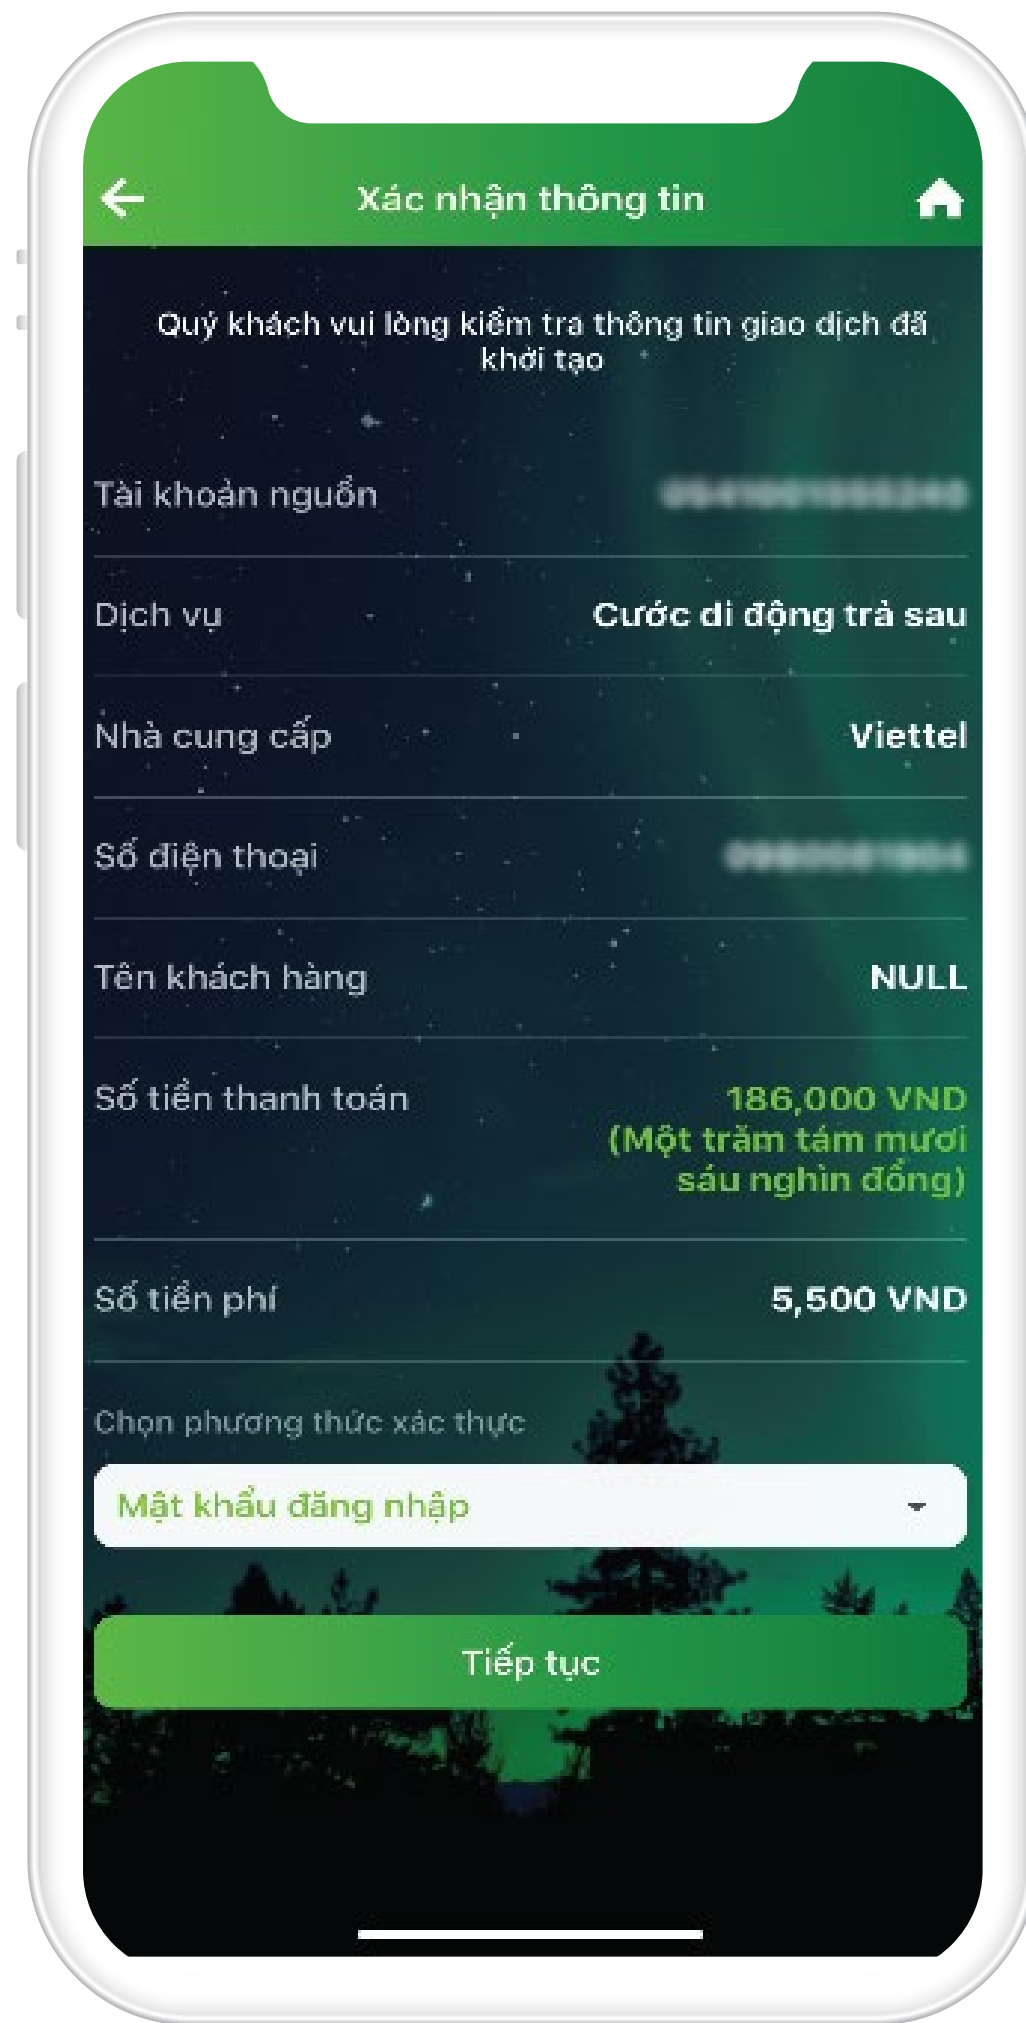 Xác nhận thông tin
Quý khách vui lòng kiểm tra thông tin giao dịch đã
khởi tạo
Tài khoản nguồn
Dịch vụ Cước di động trả sau
Nhà cung cấp Viettel
Số điện thoại
Tên khách hàng NULL
Số tiền thanh toán 186,000 VND
(Một trăm tám mươi
sáu nghìn đồng)
Số tiền phí 5,500 VND
Chọn phương thức xác thực
Mật khẩu đăng nhập
Tiếp tục